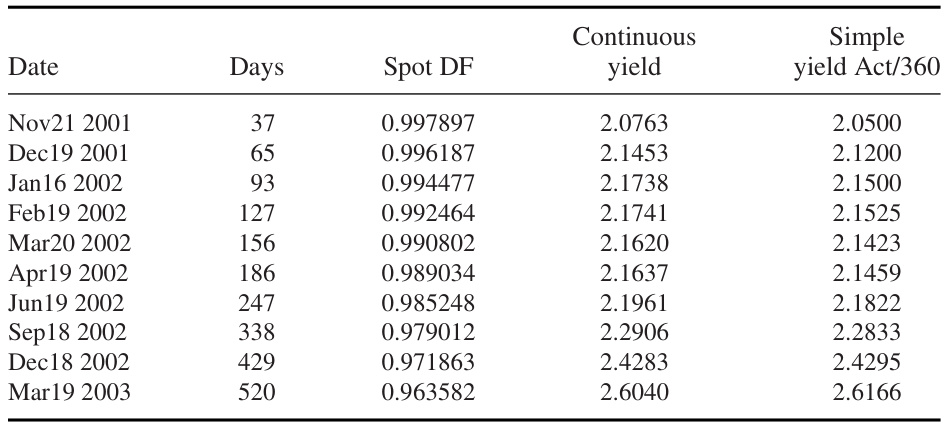 Continuous Simple
Date Days Spot DF yield yield Act/360
Nov21 2001 37 0.997897 2.0763 2.0500
Dec19 2001 65 0.996187 2.1453 2.1200
Jan16 2002 93 0.994477 2.1738 2.1500
Feb19 2002 127 0.992464 2.1741 2.1525
Mar20 2002 156 0.990802 2.1620 2.1423
Apr19 2002 186 0.989034 2.1637 2.1459
Jun19 2002 247 0.985248 2.1961 2.1822
Sep18 2002 338 0.979012 2.2906 2.2833
Dec18 2002 429 0.971863 2.4283 2.4295
Mar19 2003 520 0.963582 2.6040 2.6166